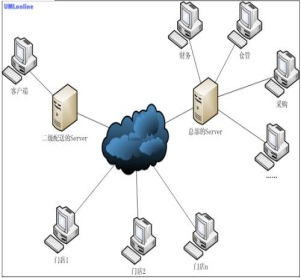 UMLonline
财务
仓管
客户端
采购
二级配送的Server
总部的Server
……
门店1
门店2
门店n